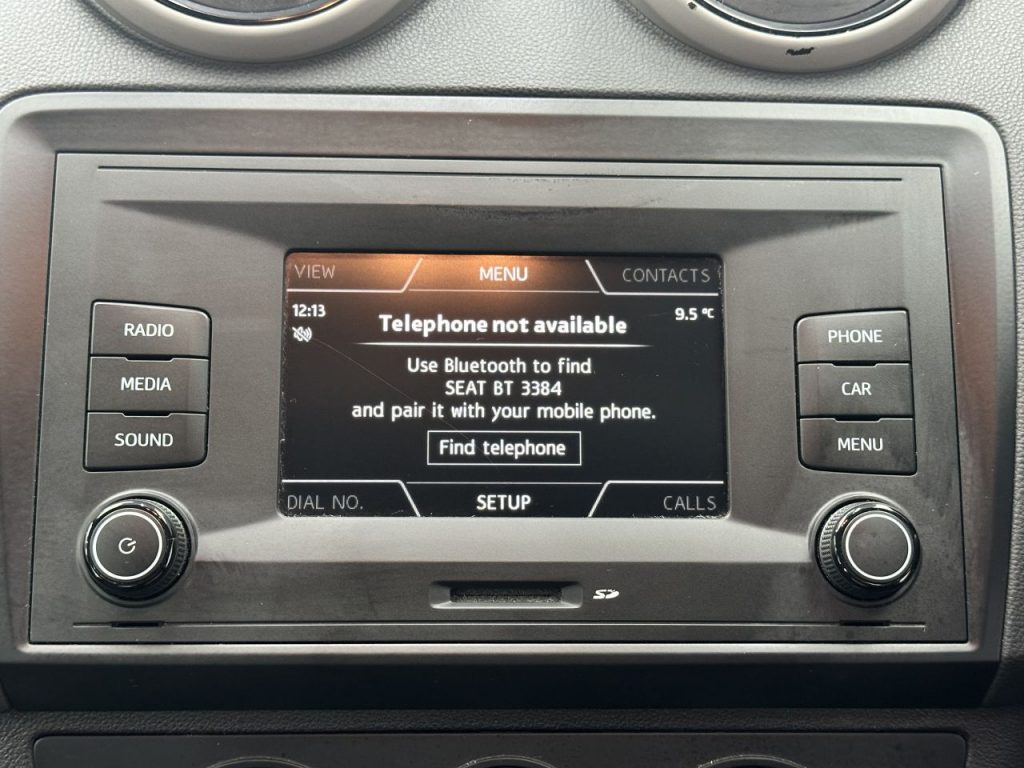 VIEW MENU CONTACTS
12:13 9.5 °C
Telephone not available
Use Bluetooth to find
SEAT BT 3384
and pair it with your mobile phone.
Find telephone
DIAL NO. SETUP CALLS
RADIO
MEDIA
SOUND
PHONE
CAR
MENU
SD